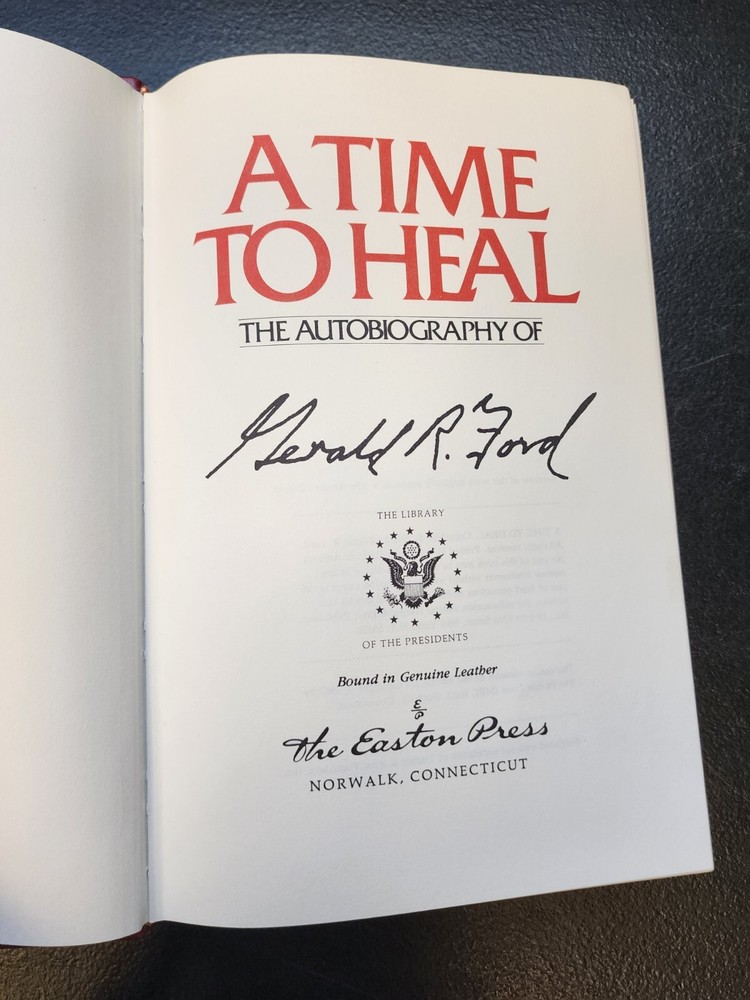 A TIME
TO HEAL
THE AUTOBIOGRAPHY OF
Gerald R. Ford
THE LIBRARY
OF THE PRESIDENTS
Bound in Genuine Leather
E
P
the Easton Press
NORWALK, CONNECTICUT